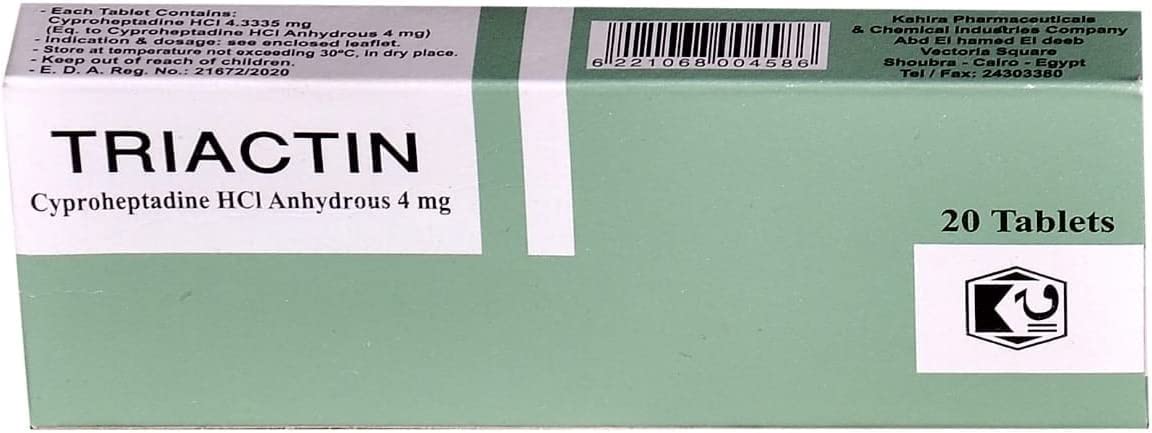 - Each Tablet Contains:
Cyproheptadine HCl 4.3335 mg
(Eq. to Cyproheptadine HCl Anhydrous 4 mg)
- Indication & dosage: see enclosed leaflet.
- Store at temperature not exceeding 30°C, in dry place.
- Keep out of reach of children.
- E. D. A. Reg. No.: 21672/2020
6 221068 004586
Kahira Pharmaceuticals
& Chemical Industries Company
Abd El hamed El deeb
Vectoria Square
Shoubra - Cairo - Egypt
Tel / Fax: 24303380
TRIACTIN
Cyproheptadine HCl Anhydrous 4 mg
20 Tablets